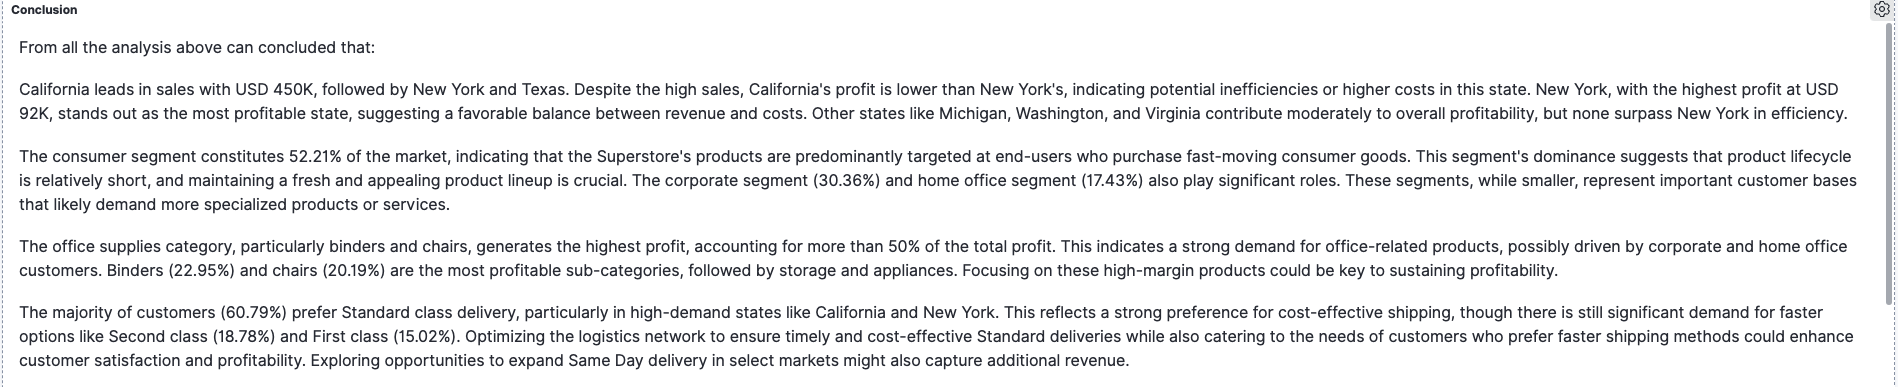 Conclusion
From all the analysis above can concluded that:
California leads in sales with USD 450K, followed by New York and Texas. Despite the high sales, California's profit is lower than New York's, indicating potential inefficiencies or higher costs in this state. New York, with the highest profit at USD
92K, stands out as the most profitable state, suggesting a favorable balance between revenue and costs. Other states like Michigan, Washington, and Virginia contribute moderately to overall profitability, but none surpass New York in efficiency.
The consumer segment constitutes 52.21% of the market, indicating that the Superstore's products are predominantly targeted at end-users who purchase fast-moving consumer goods. This segment's dominance suggests that product lifecycle
is relatively short, and maintaining a fresh and appealing product lineup is crucial. The corporate segment (30.36%) and home office segment (17.43%) also play significant roles. These segments, while smaller, represent important customer bases
that likely demand more specialized products or services.
The office supplies category, particularly binders and chairs, generates the highest profit, accounting for more than 50% of the total profit. This indicates a strong demand for office-related products, possibly driven by corporate and home office
customers. Binders (22.95%) and chairs (20.19%) are the most profitable sub-categories, followed by storage and appliances. Focusing on these high-margin products could be key to sustaining profitability.
The majority of customers (60.79%) prefer Standard class delivery, particularly in high-demand states like California and New York. This reflects a strong preference for cost-effective shipping, though there is still significant demand for faster
options like Second class (18.78%) and First class (15.02%). Optimizing the logistics network to ensure timely and cost-effective Standard deliveries while also catering to the needs of customers who prefer faster shipping methods could enhance
customer satisfaction and profitability. Exploring opportunities to expand Same Day delivery in select markets might also capture additional revenue.